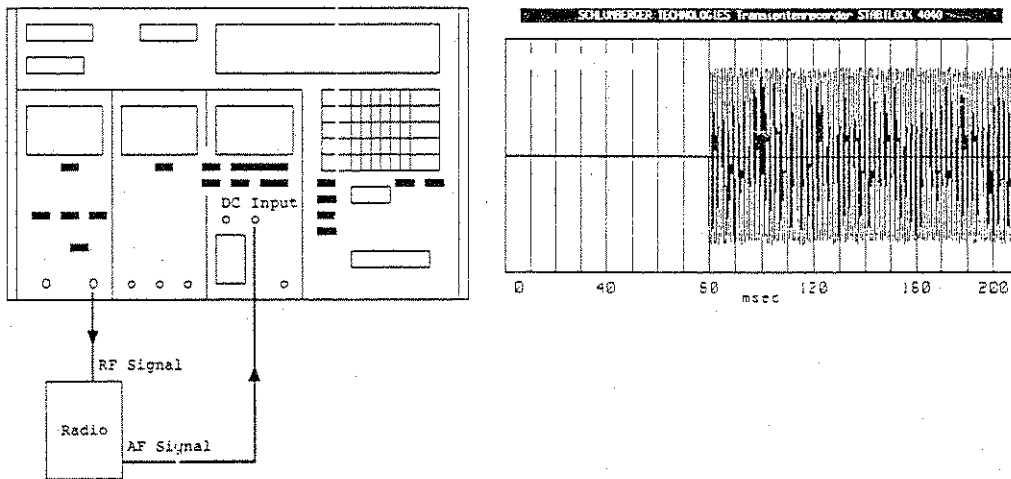 SCHLUMBERGER TECHNOLOGIES Transientenrecorder STABILOCK 4040
DC Input
RF Signal
Radio
AF Signal
0 40 80 120 160 200
msec